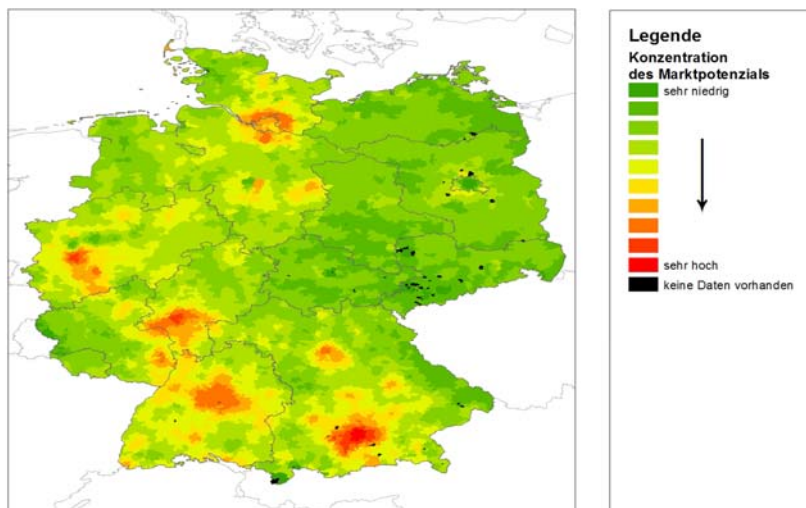 Legende
Konzentration
des Marktpotenzials
sehr niedrig
sehr hoch
keine Daten vorhanden